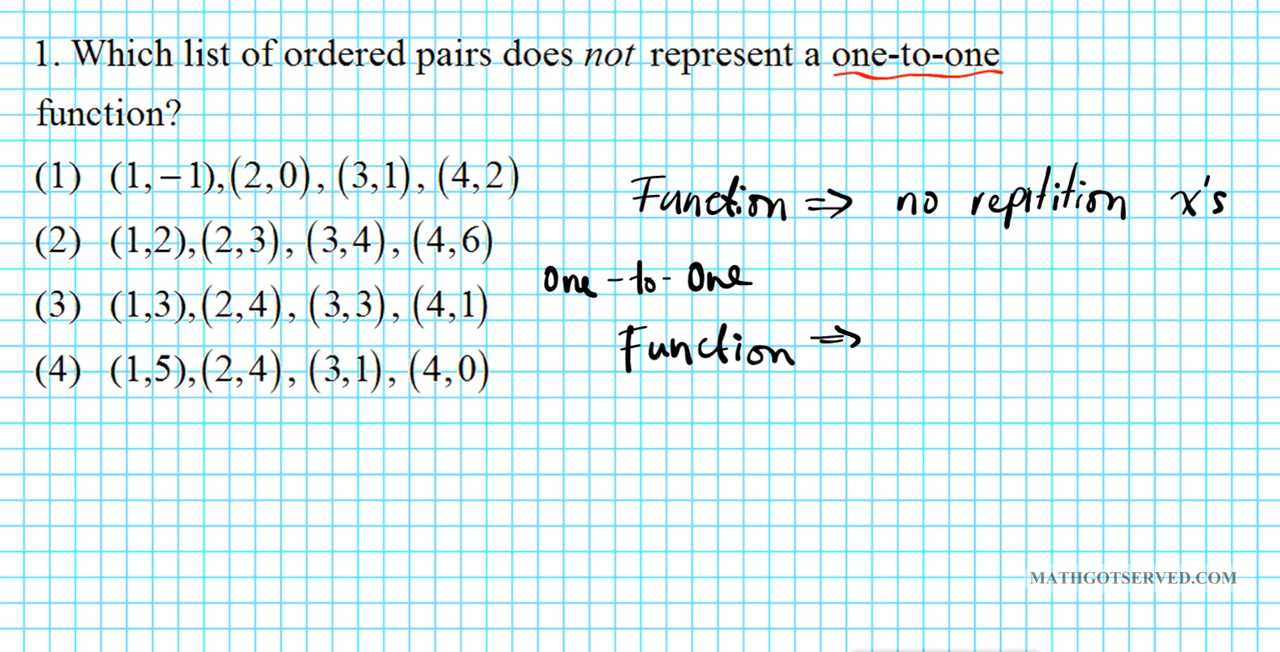 1. Which list of ordered pairs does not represent a one-to-one
function?
(1) (1,−1),(2,0), (3,1), (4,2)
(2) (1,2),(2,3), (3,4), (4,6)
(3) (1,3),(2,4), (3,3), (4,1)
(4) (1,5),(2,4), (3,1), (4,0)
Function ⇒ no repitition x's
one-to-one
Function ⇒
MATHGOTSERVED.COM